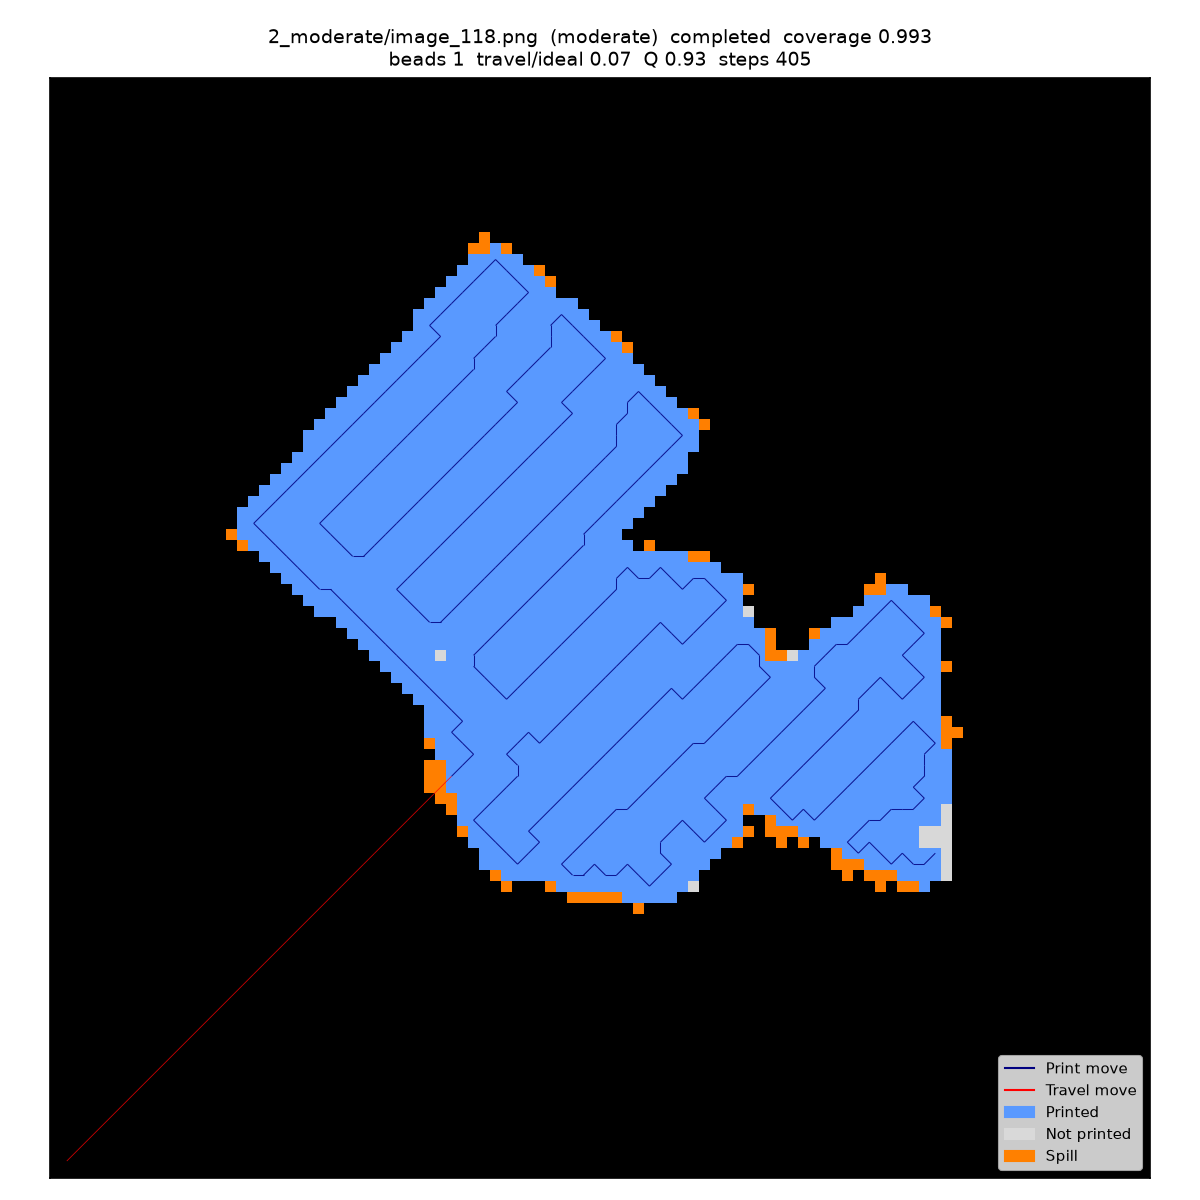 2_moderate/image_118.png  (moderate)  completed  coverage 0.993
beads 1  travel/ideal 0.07  Q 0.93  steps 405
Print move
Travel move
Printed
Not printed
Spill